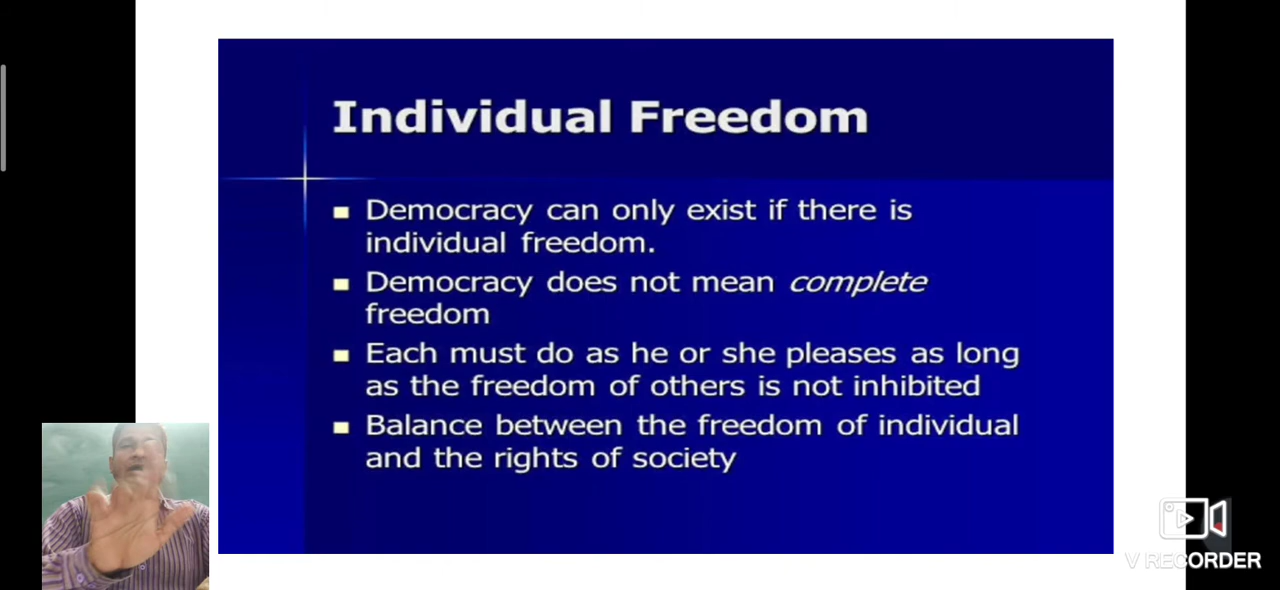 Individual Freedom
Democracy can only exist if there is
individual freedom.
Democracy does not mean complete
freedom
Each must do as he or she pleases as long
as the freedom of others is not inhibited
Balance between the freedom of individual
and the rights of society
V RECORDER